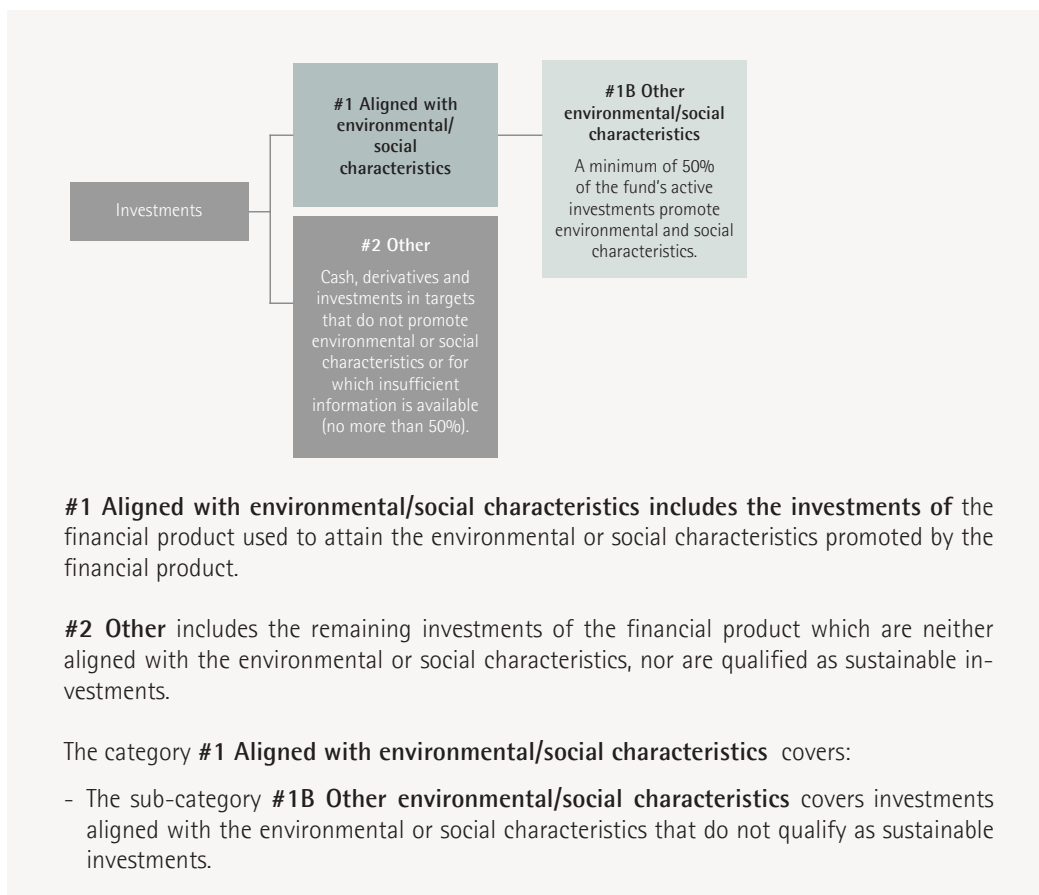 #1 Aligned with
environmental/
social
characteristics
#1B Other
environmental/social
characteristics
A minimum of 50%
of the fund's active
investments promote
environmental and social
characteristics.
Investments
#2 Other
Cash, derivatives and
investments in targets
that do not promote
environmental or social
characteristics or for
which insufficient
information is available
(no more than 50%).
#1 Aligned with environmental/social characteristics includes the investments of the
financial product used to attain the environmental or social characteristics promoted by the
financial product.
#2 Other includes the remaining investments of the financial product which are neither
aligned with the environmental or social characteristics, nor are qualified as sustainable in-
vestments.
The category #1 Aligned with environmental/social characteristics covers:
- The sub-category #1B Other environmental/social characteristics covers investments
aligned with the environmental or social characteristics that do not qualify as sustainable
investments.